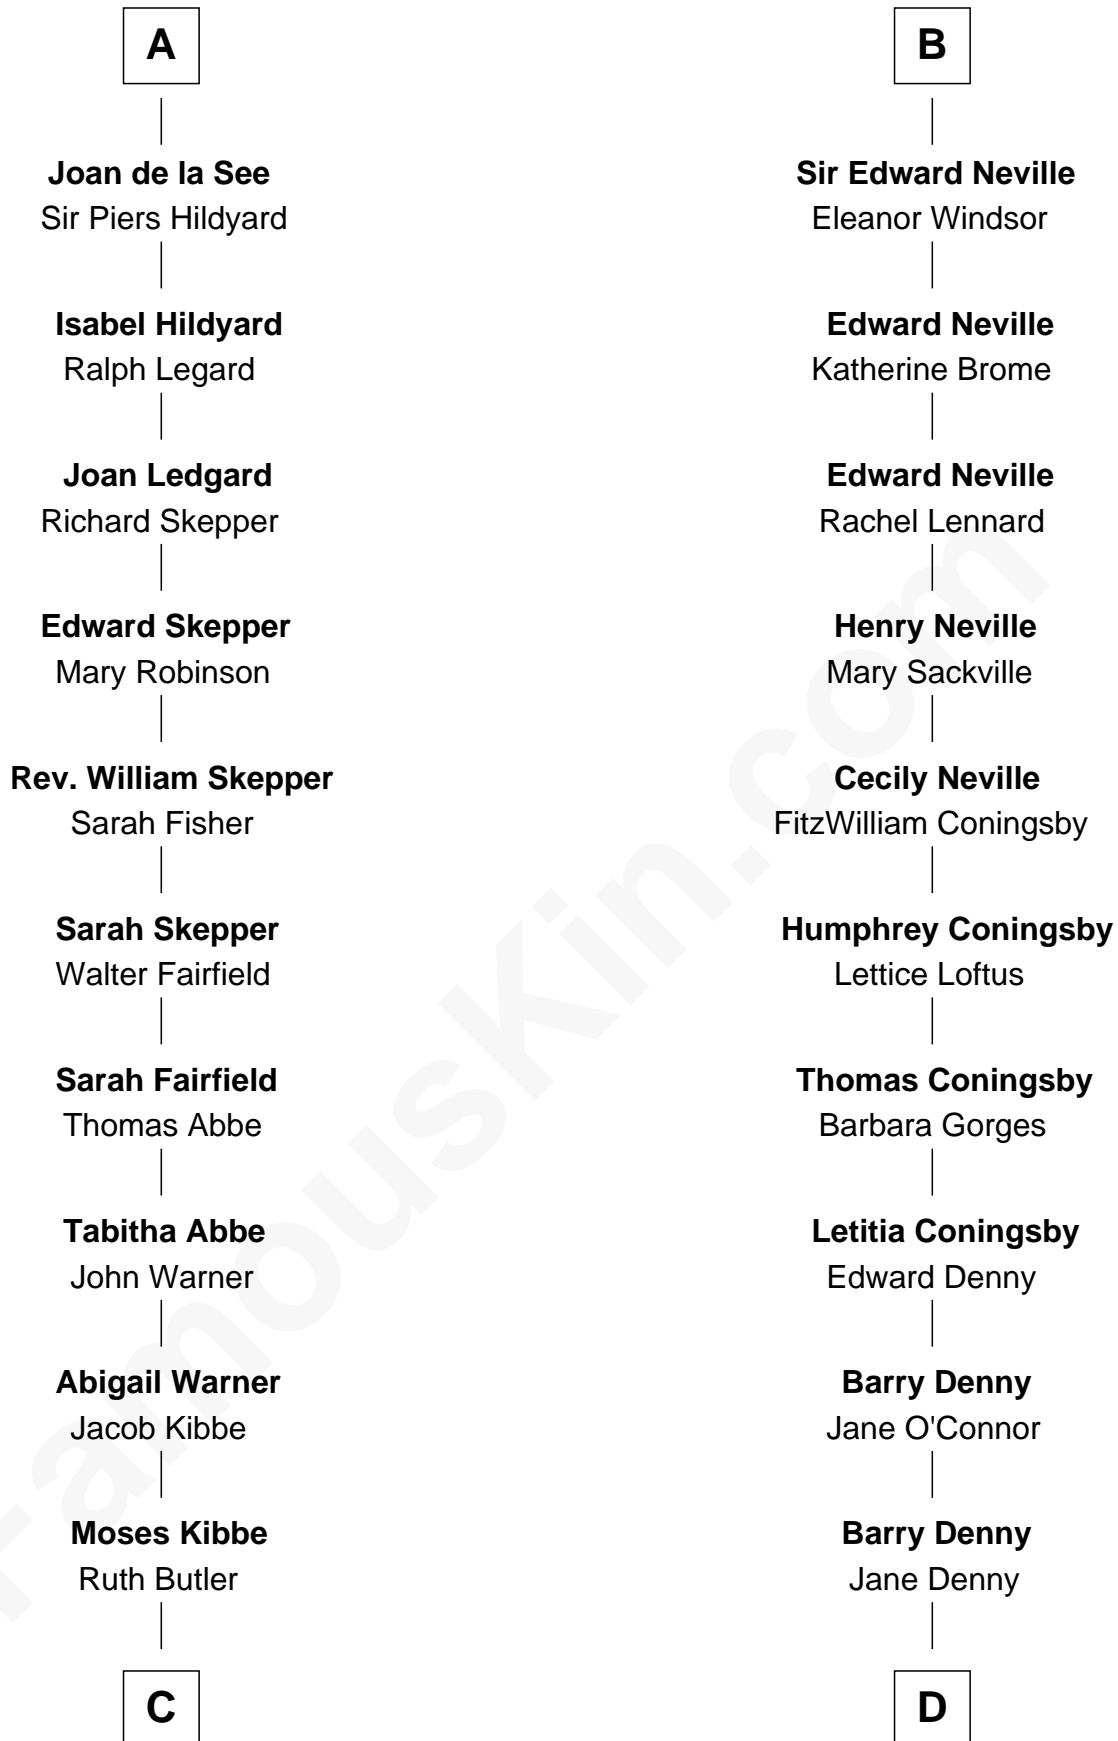 A
Joan de la See
Sir Piers Hildyard
Isabel Hildyard
Ralph Legard
Joan Ledgard
Richard Skepper
Edward Skepper
Mary Robinson
Rev. William Skepper
Sarah Fisher
Sarah Skepper
Walter Fairfield
Sarah Fairfield
Thomas Abbe
Tabitha Abbe
John Warner
Abigail Warner
Jacob Kibbe
Moses Kibbe
Ruth Butler
C
B
Sir Edward Neville
Eleanor Windsor
Edward Neville
Katherine Brome
Edward Neville
Rachel Lennard
Henry Neville
Mary Sackville
Cecily Neville
FitzWilliam Coningsby
Humphrey Coningsby
Lettice Loftus
Thomas Coningsby
Barbara Gorges
Letitia Coningsby
Edward Denny
Barry Denny
Jane O'Connor
Barry Denny
Jane Denny
D
FamousKin.com